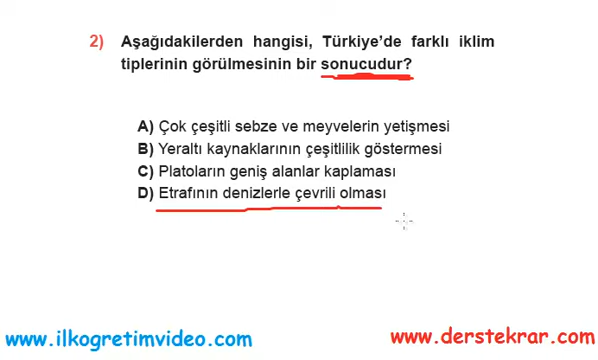 2) Aşağıdakilerden hangisi, Türkiye'de farklı iklim
tiplerinin görülmesinin bir sonucudur?
A) Çok çeşitli sebze ve meyvelerin yetişmesi
B) Yeraltı kaynaklarının çeşitlilik göstermesi
C) Platoların geniş alanlar kaplaması
D) Etrafının denizlerle çevrili olması
www.ilkogretimvideo.com
www.derstekrar.com